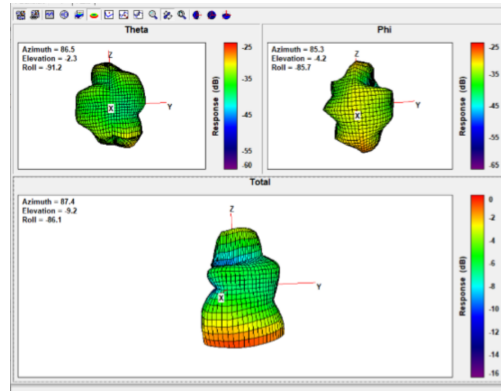 Theta
Azimuth = 86.5
Elevation = -2.3
Roll = -91.2
Z
Y
X
-25
-35
-45
-55
-60
Response (dB)
Phi
Azimuth = 85.3
Elevation = -4.2
Roll = -85.7
Z
Y
X
-25
-35
-45
-55
-65
Response (dB)
Total
Azimuth = 87.4
Elevation = -9.2
Roll = -86.1
Z
Y
X
0
-2
-4
-6
-8
-10
-12
-14
-16
Response (dB)